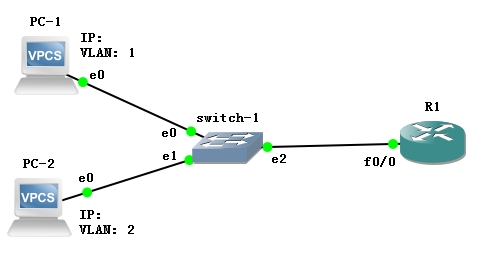 PC-1
IP:
VLAN: 1
VPCS
e0
switch-1
R1
e0
e1
e2
f0/0
PC-2
e0
VPCS
IP:
VLAN: 2